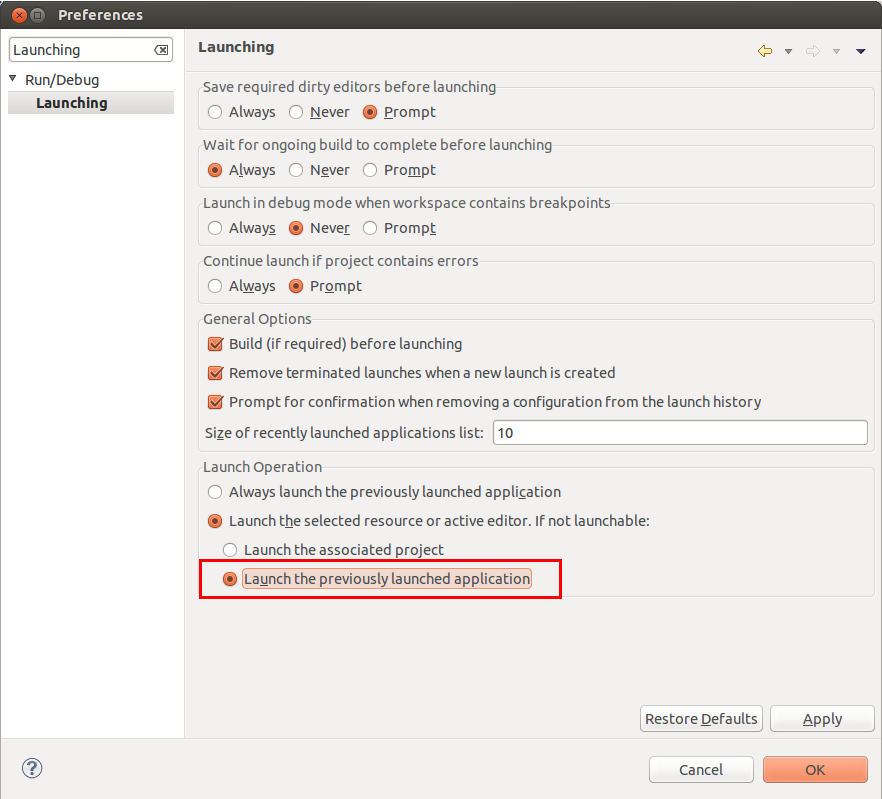 Preferences
Launching
Run/Debug
Launching
Launching
Save required dirty editors before launching
Always Never Prompt
Wait for ongoing build to complete before launching
Always Never Prompt
Launch in debug mode when workspace contains breakpoints
Always Never Prompt
Continue launch if project contains errors
Always Prompt
General Options
Build (if required) before launching
Remove terminated launches when a new launch is created
Prompt for confirmation when removing a configuration from the launch history
Size of recently launched applications list: 10
Launch Operation
Always launch the previously launched application
Launch the selected resource or active editor. If not launchable:
Launch the associated project
Launch the previously launched application
Restore Defaults Apply
? Cancel OK